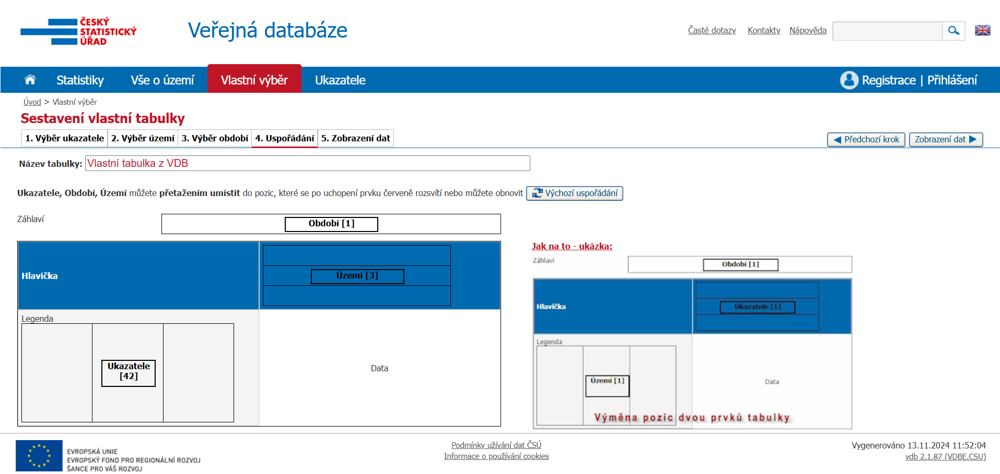 ČESKÝ
STATISTICKÝ
ÚŘAD
Veřejná databáze
Časté dotazy Kontakty Nápověda
Statistiky Vše o území Vlastní výběr Ukazatele Registrace | Přihlášení
Úvod > Vlastní výběr
Sestavení vlastní tabulky
1. Výběr ukazatele 2. Výběr území 3. Výběr období 4. Uspořádání 5. Zobrazení dat
Předchozí krok Zobrazení dat
Název tabulky: Vlastní tabulka z VDB
Ukazatele, Období, Území můžete přetažením umístit do pozic, které se po uchopení prvku červeně rozsvítí nebo můžete obnovit Výchozí uspořádání
Záhlaví
Období [1]
Hlavička
Území [3]
Legenda
Ukazatele
[42]
Data
Jak na to - ukázka:
Záhlaví
Období [1]
Hlavička
Ukazatele [1]
Legenda
Území [1]
Data
Výměna pozic dvou prvků tabulky
EVROPSKÁ UNIE
EVROPSKÝ FOND PRO REGIONÁLNÍ ROZVOJ
ŠANCE PRO VÁŠ ROZVOJ
Podmínky užívání dat ČSÚ
Informace o používání cookies
Vygenerováno 13.11.2024 11:52:04
vdb 2.1.87 (VDBE.CSU)